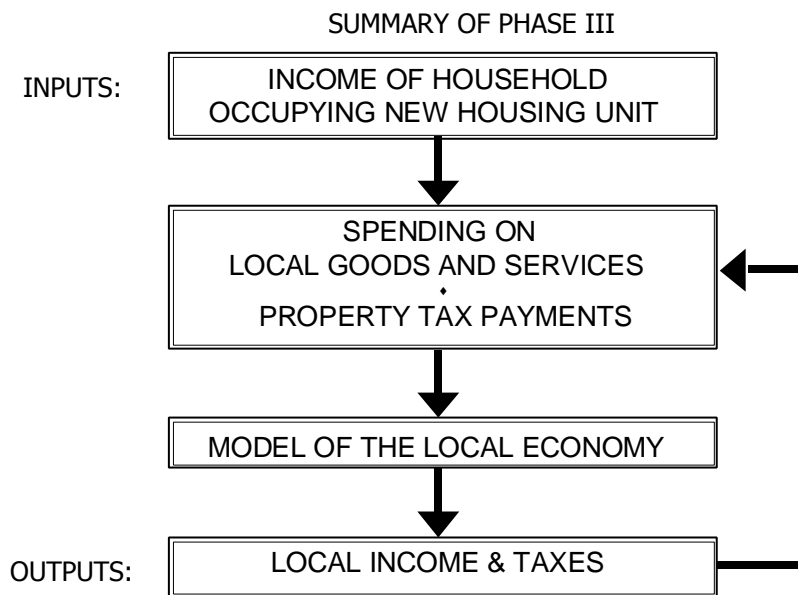 SUMMARY OF PHASE III
INPUTS:
INCOME OF HOUSEHOLD
OCCUPYING NEW HOUSING UNIT
SPENDING ON
LOCAL GOODS AND SERVICES
♦
PROPERTY TAX PAYMENTS
MODEL OF THE LOCAL ECONOMY
OUTPUTS:
LOCAL INCOME & TAXES